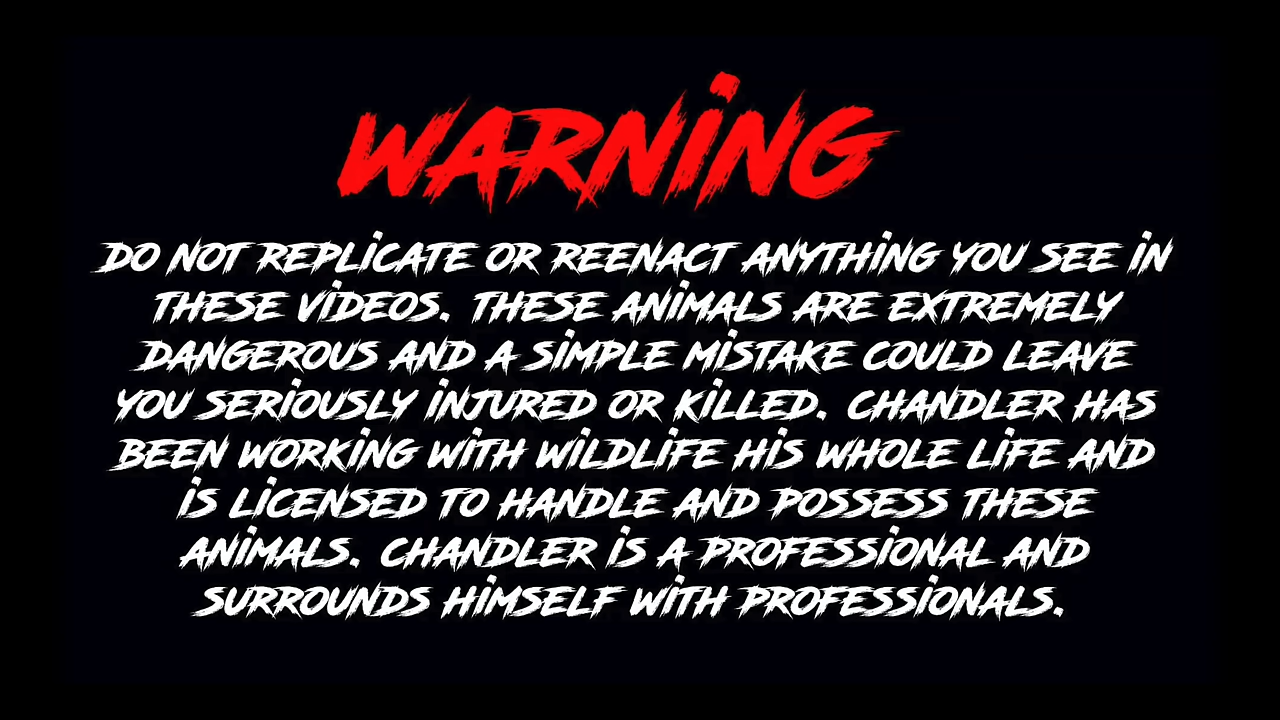 WARNING
DO NOT REPLICATE OR REENACT ANYTHING YOU SEE IN
THESE VIDEOS. THESE ANIMALS ARE EXTREMELY
DANGEROUS AND A SIMPLE MISTAKE COULD LEAVE
YOU SERIOUSLY INJURED OR KILLED. CHANDLER HAS
BEEN WORKING WITH WILDLIFE HIS WHOLE LIFE AND
IS LICENSED TO HANDLE AND POSSESS THESE
ANIMALS. CHANDLER IS A PROFESSIONAL AND
SURROUNDS HIMSELF WITH PROFESSIONALS.